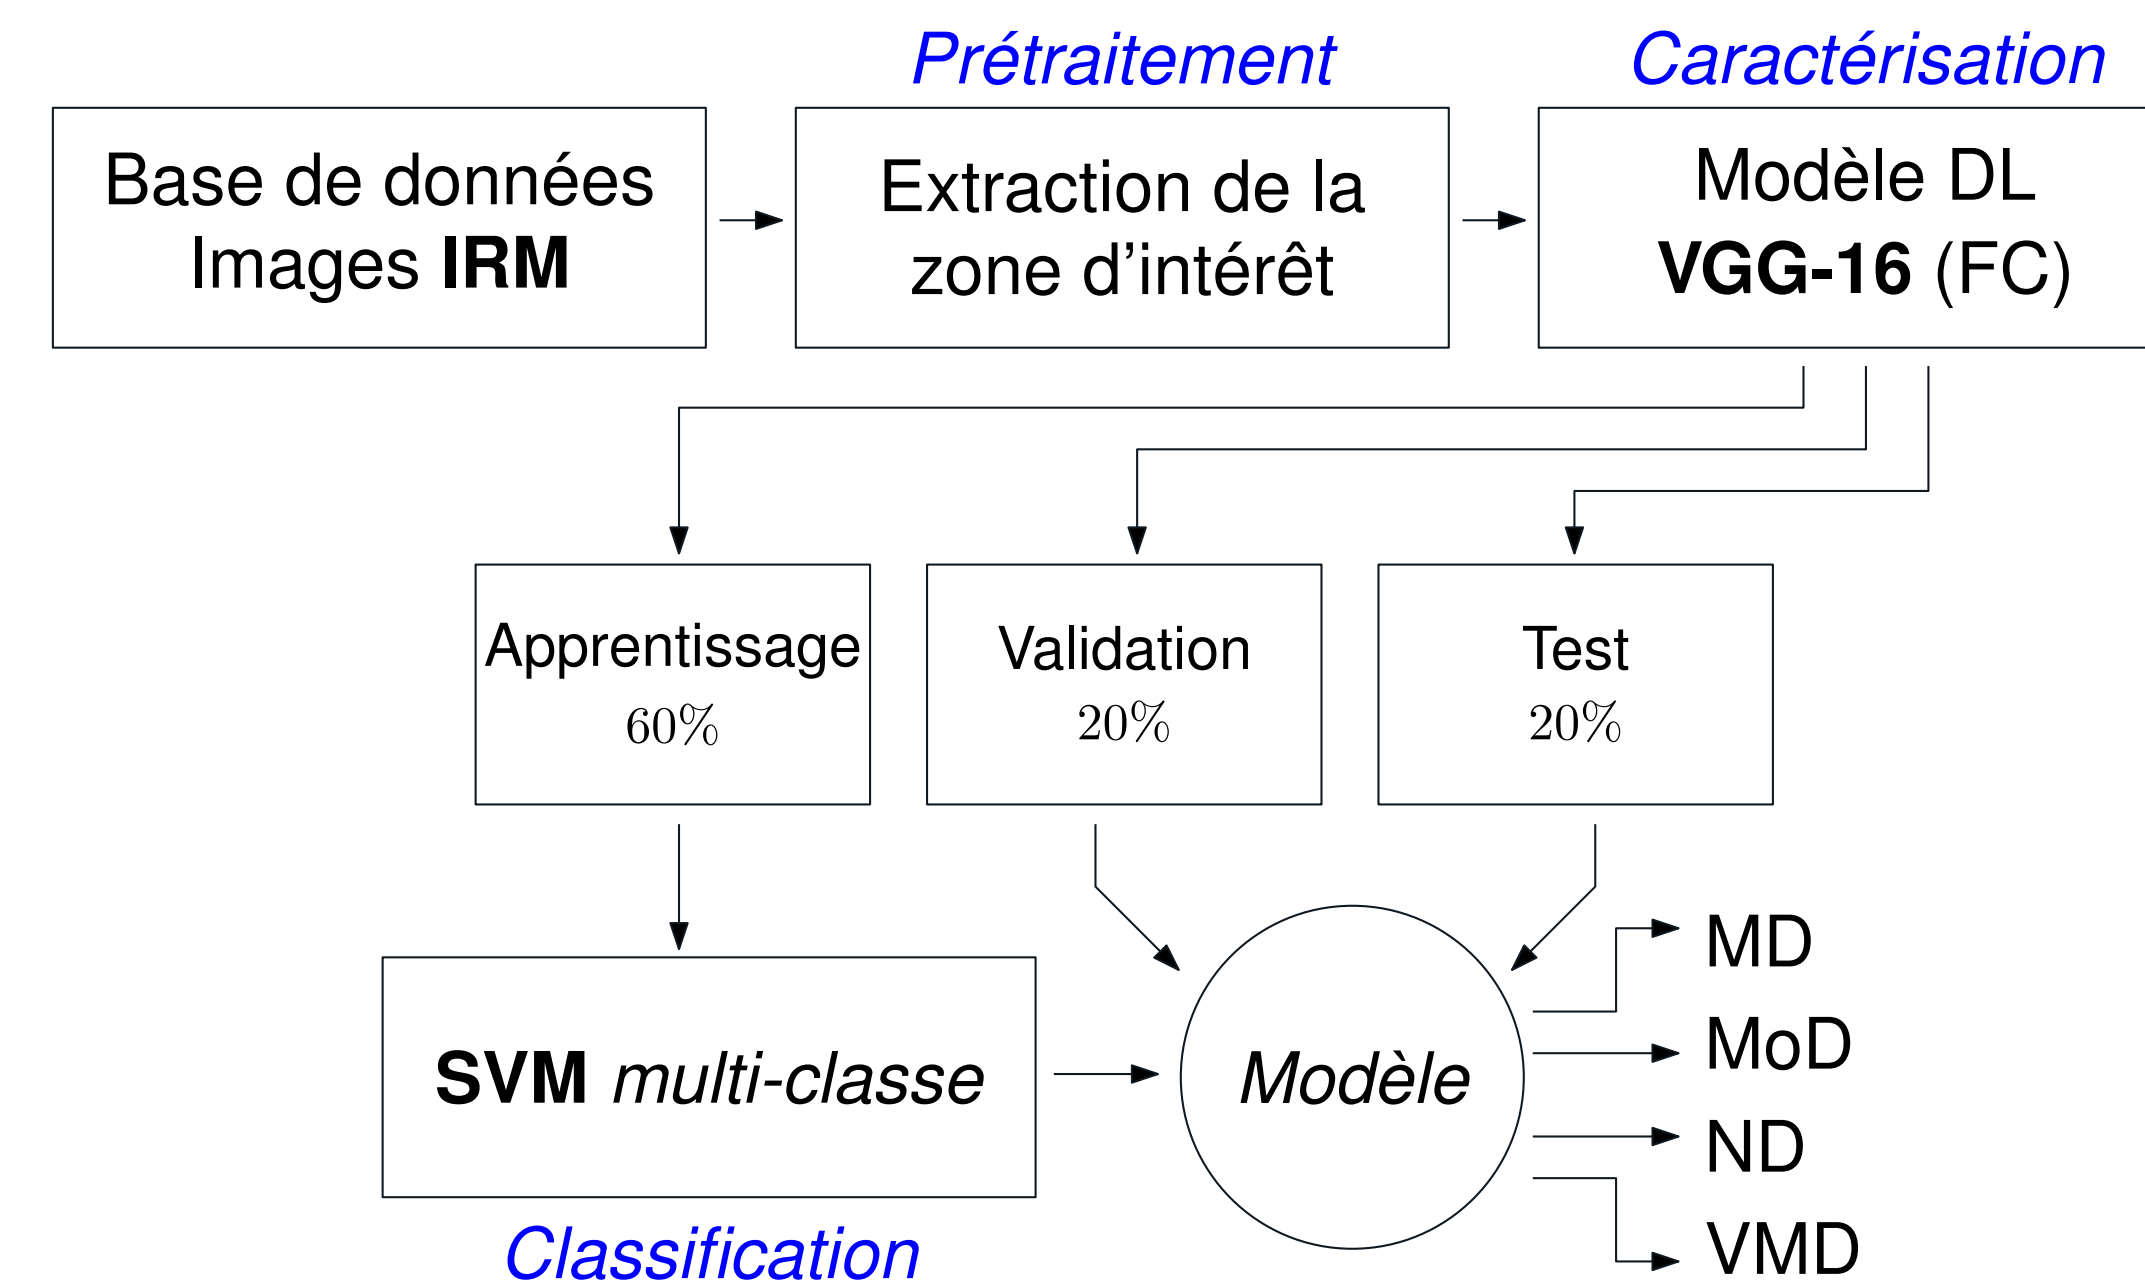 Prétraitement
Caractérisation
Base de données
Images IRM
Extraction de la
zone d'intérêt
Modèle DL
VGG-16 (FC)
Apprentissage
60%
Validation
20%
Test
20%
SVM multi-classe
Classification
Modèle
MD
MoD
ND
VMD